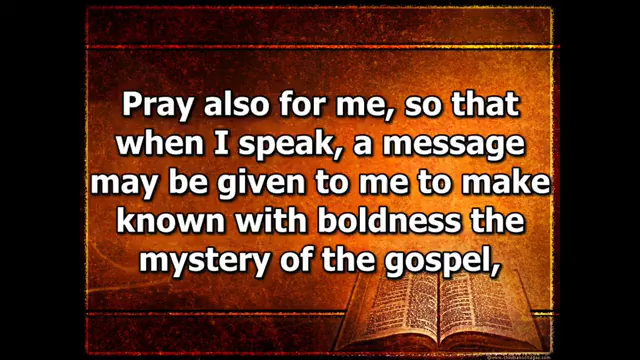 Pray also for me, so that
when I speak, a message
may be given to me to make
known with boldness the
mystery of the gospel,